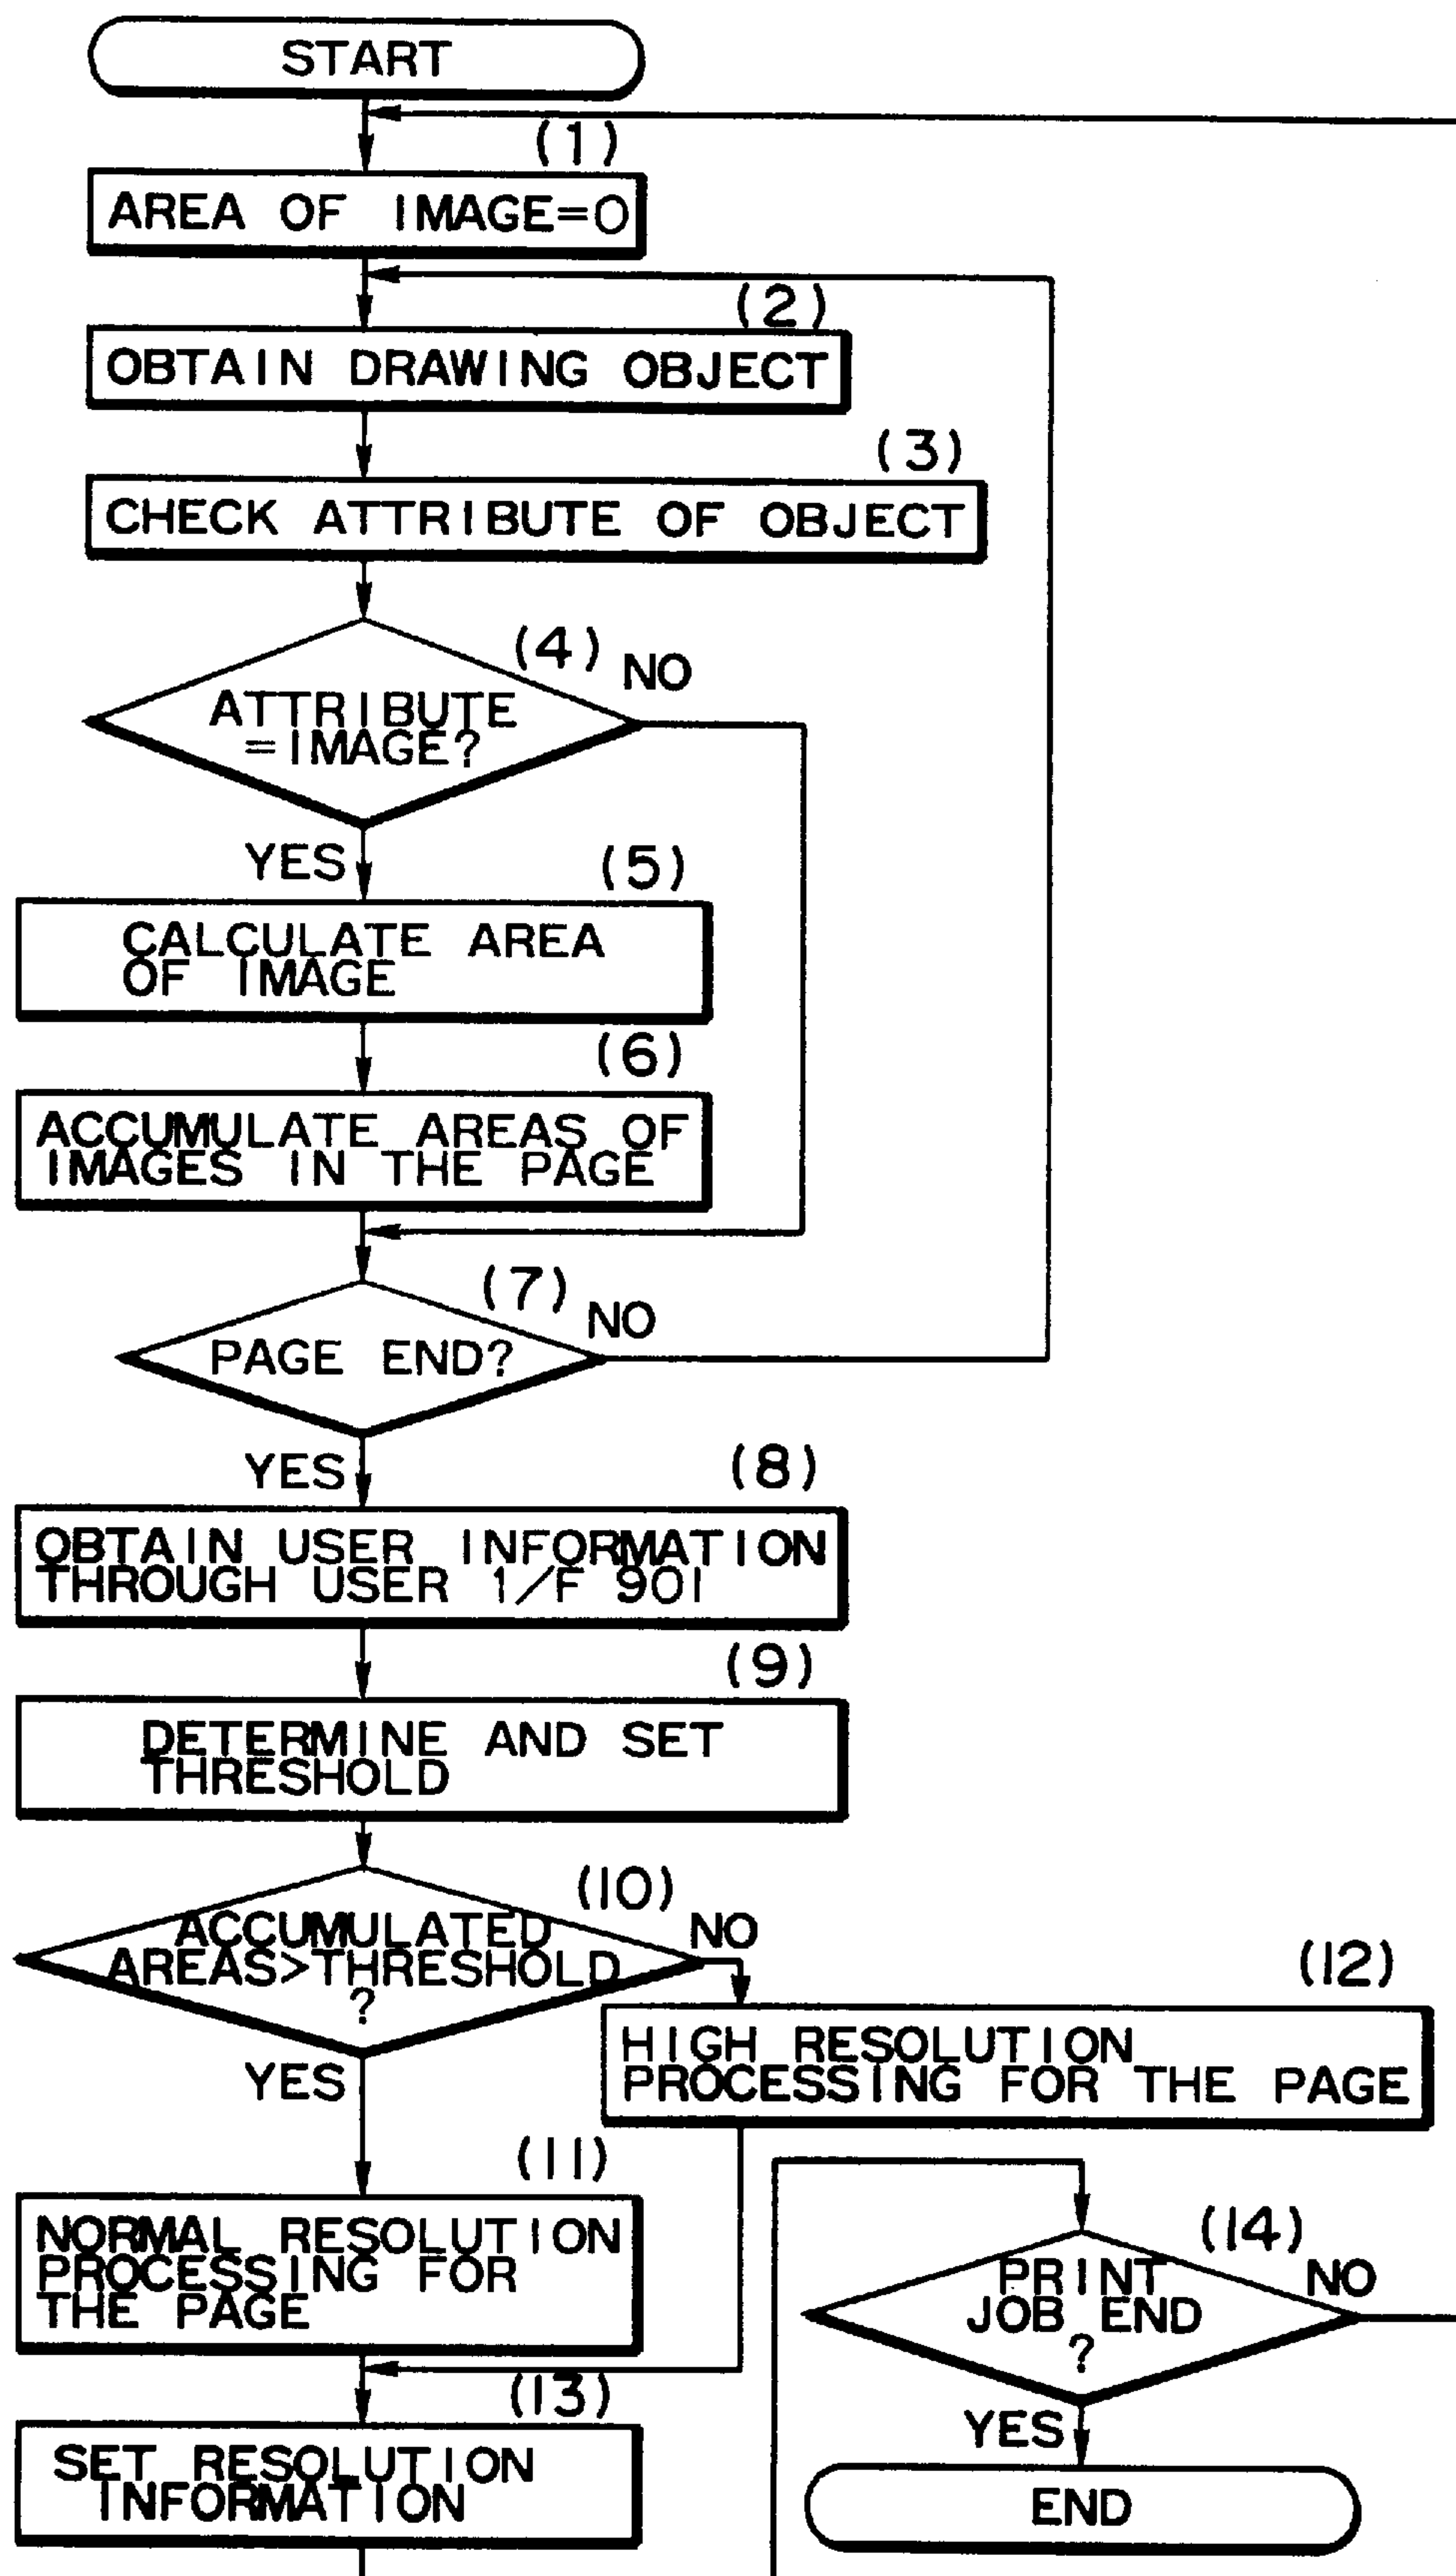 START
(1)
AREA OF IMAGE=0
(2)
OBTAIN DRAWING OBJECT
(3)
CHECK ATTRIBUTE OF OBJECT
(4)
NO
ATTRIBUTE
=IMAGE?
YES
(5)
CALCULATE AREA
OF IMAGE
(6)
ACCUMULATE AREAS OF
IMAGES IN THE PAGE
(7)
NO
PAGE END?
YES
(8)
OBTAIN USER INFORMATION
THROUGH USER 1/F 901
(9)
DETERMINE AND SET
THRESHOLD
(10)
NO
ACCUMULATED
AREAS>THRESHOLD
?
YES
(12)
HIGH RESOLUTION
PROCESSING FOR THE PAGE
(11)
NORMAL RESOLUTION
PROCESSING FOR
THE PAGE
(13)
SET RESOLUTION
INFORMATION
(14)
NO
PRINT
JOB END
?
YES
END